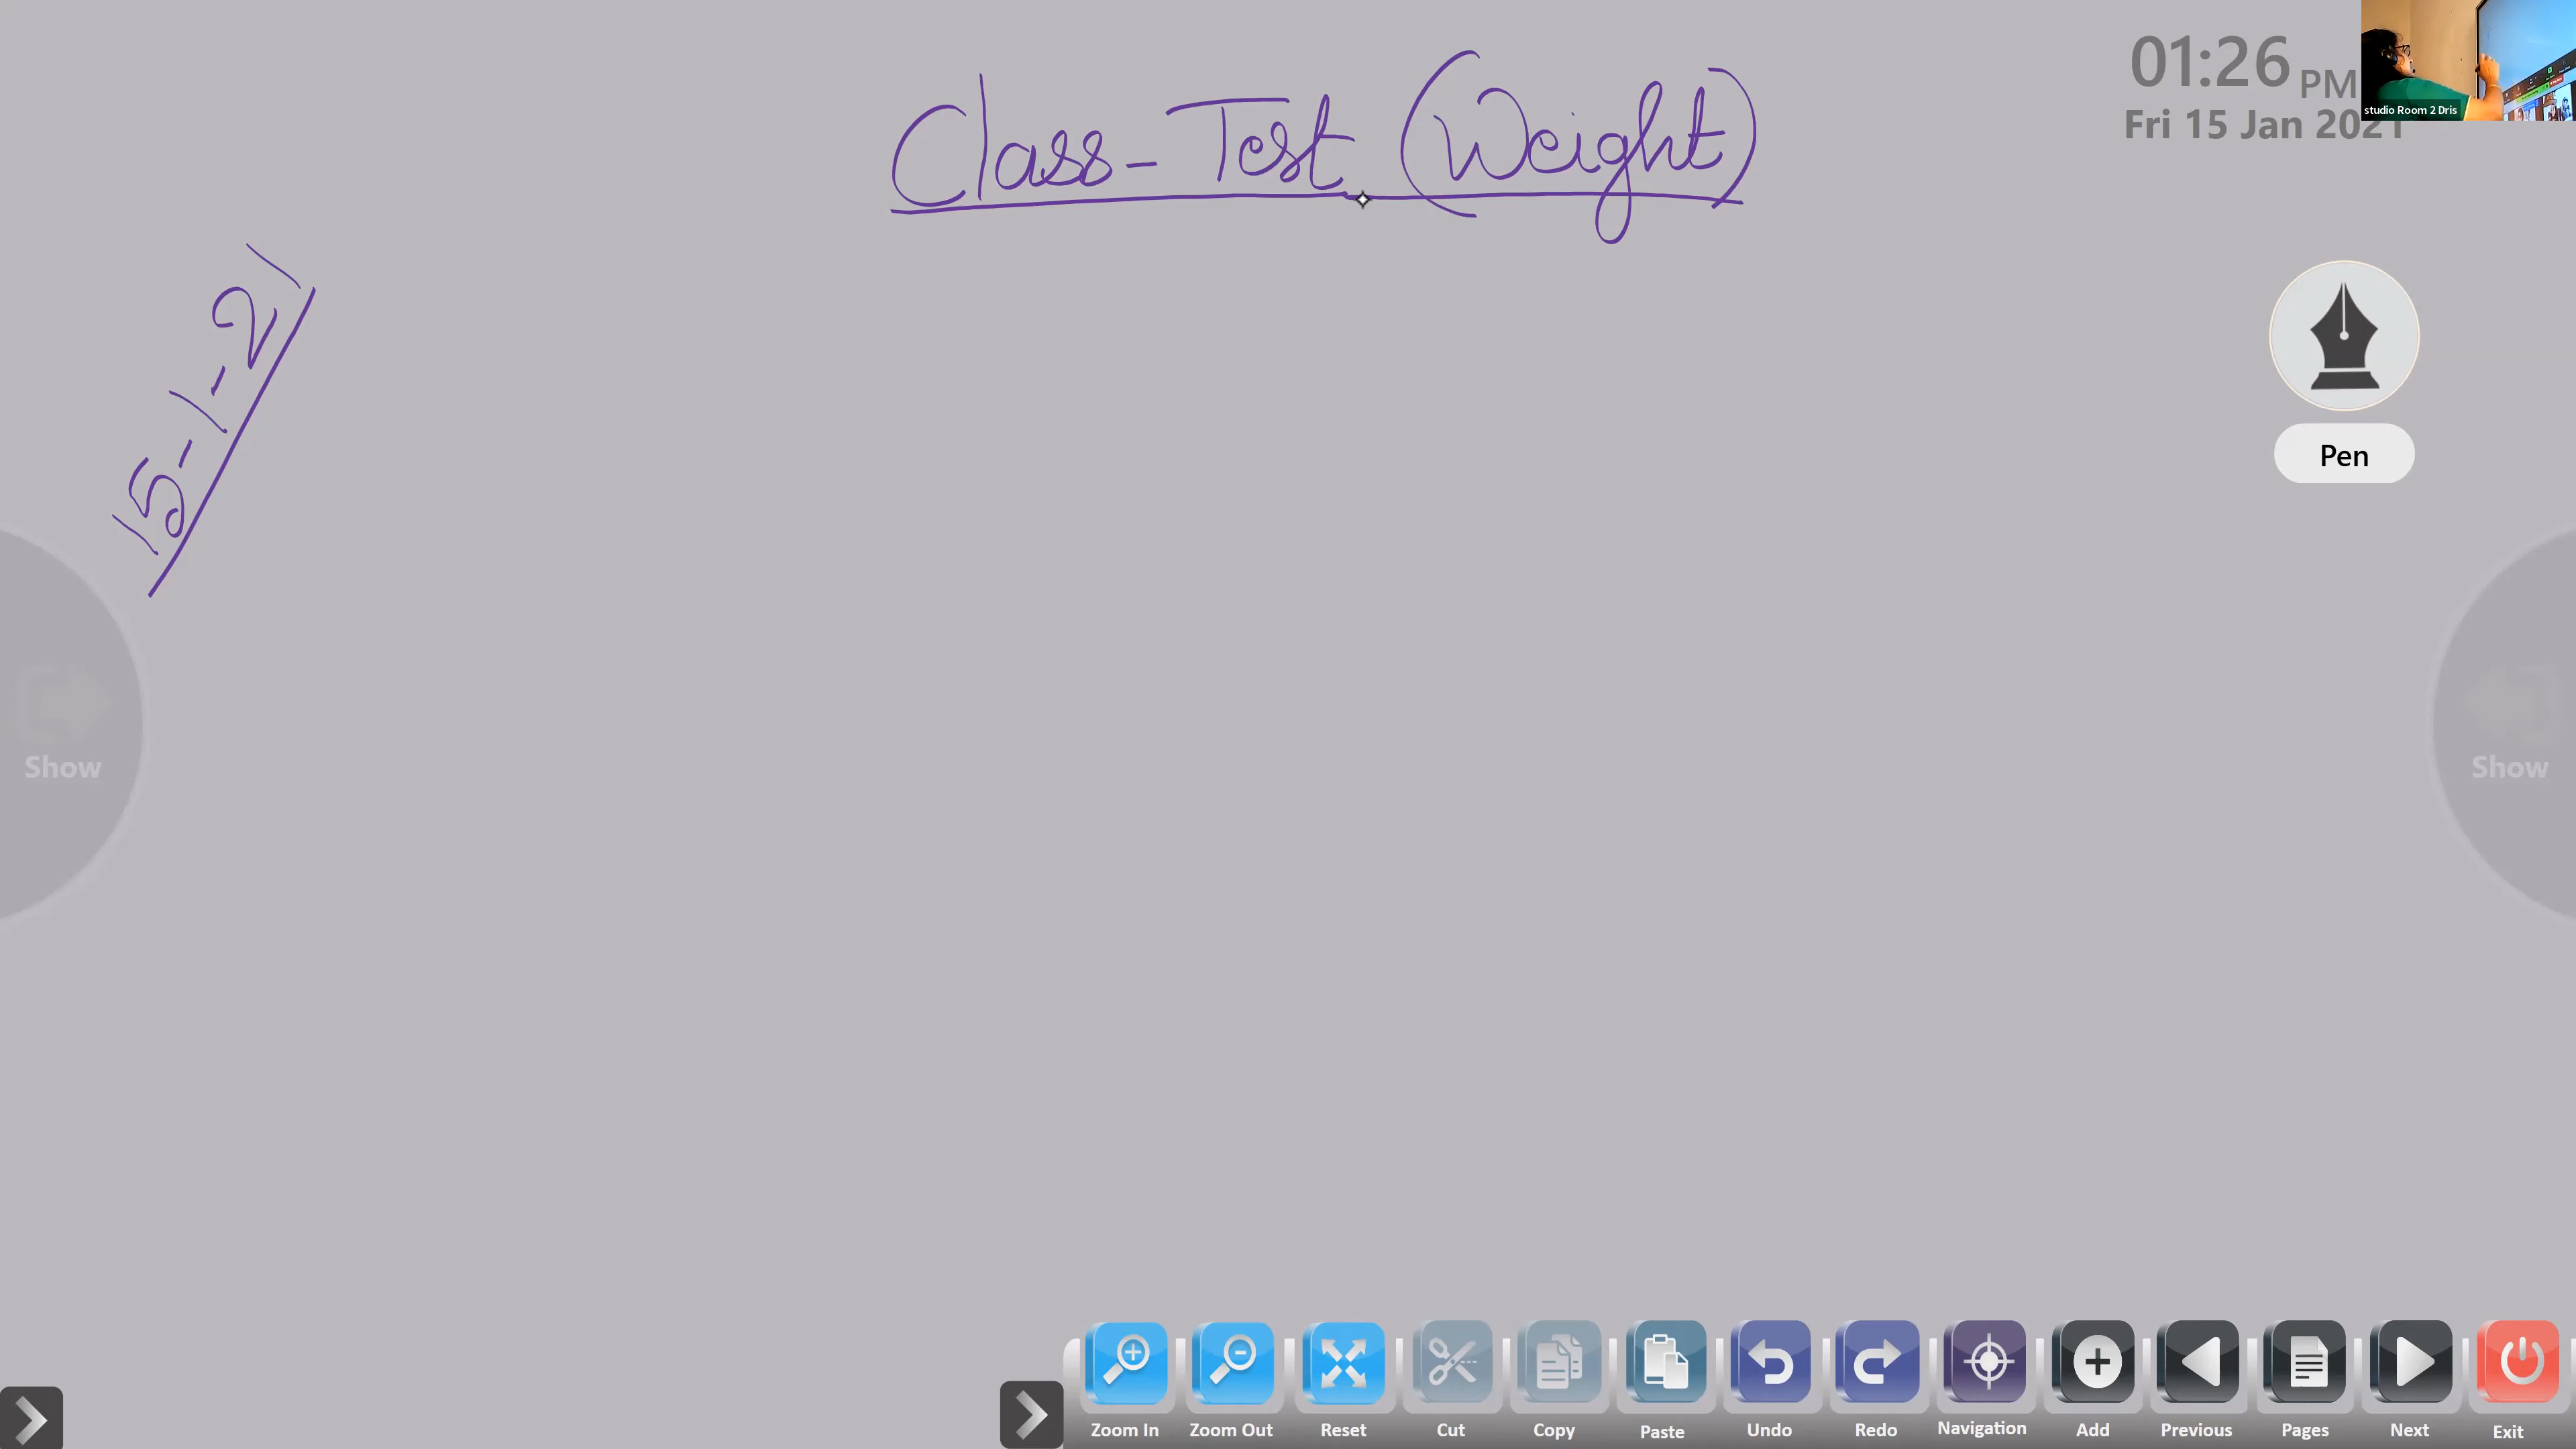 Class-Test (Weight)
01:26 PM
Fri 15 Jan 2021
studio Room 2 Dris
15-1-21
Pen
Show
Show
Zoom In Zoom Out Reset Cut Copy Paste Undo Redo Navigation Add Previous Pages Next Exit